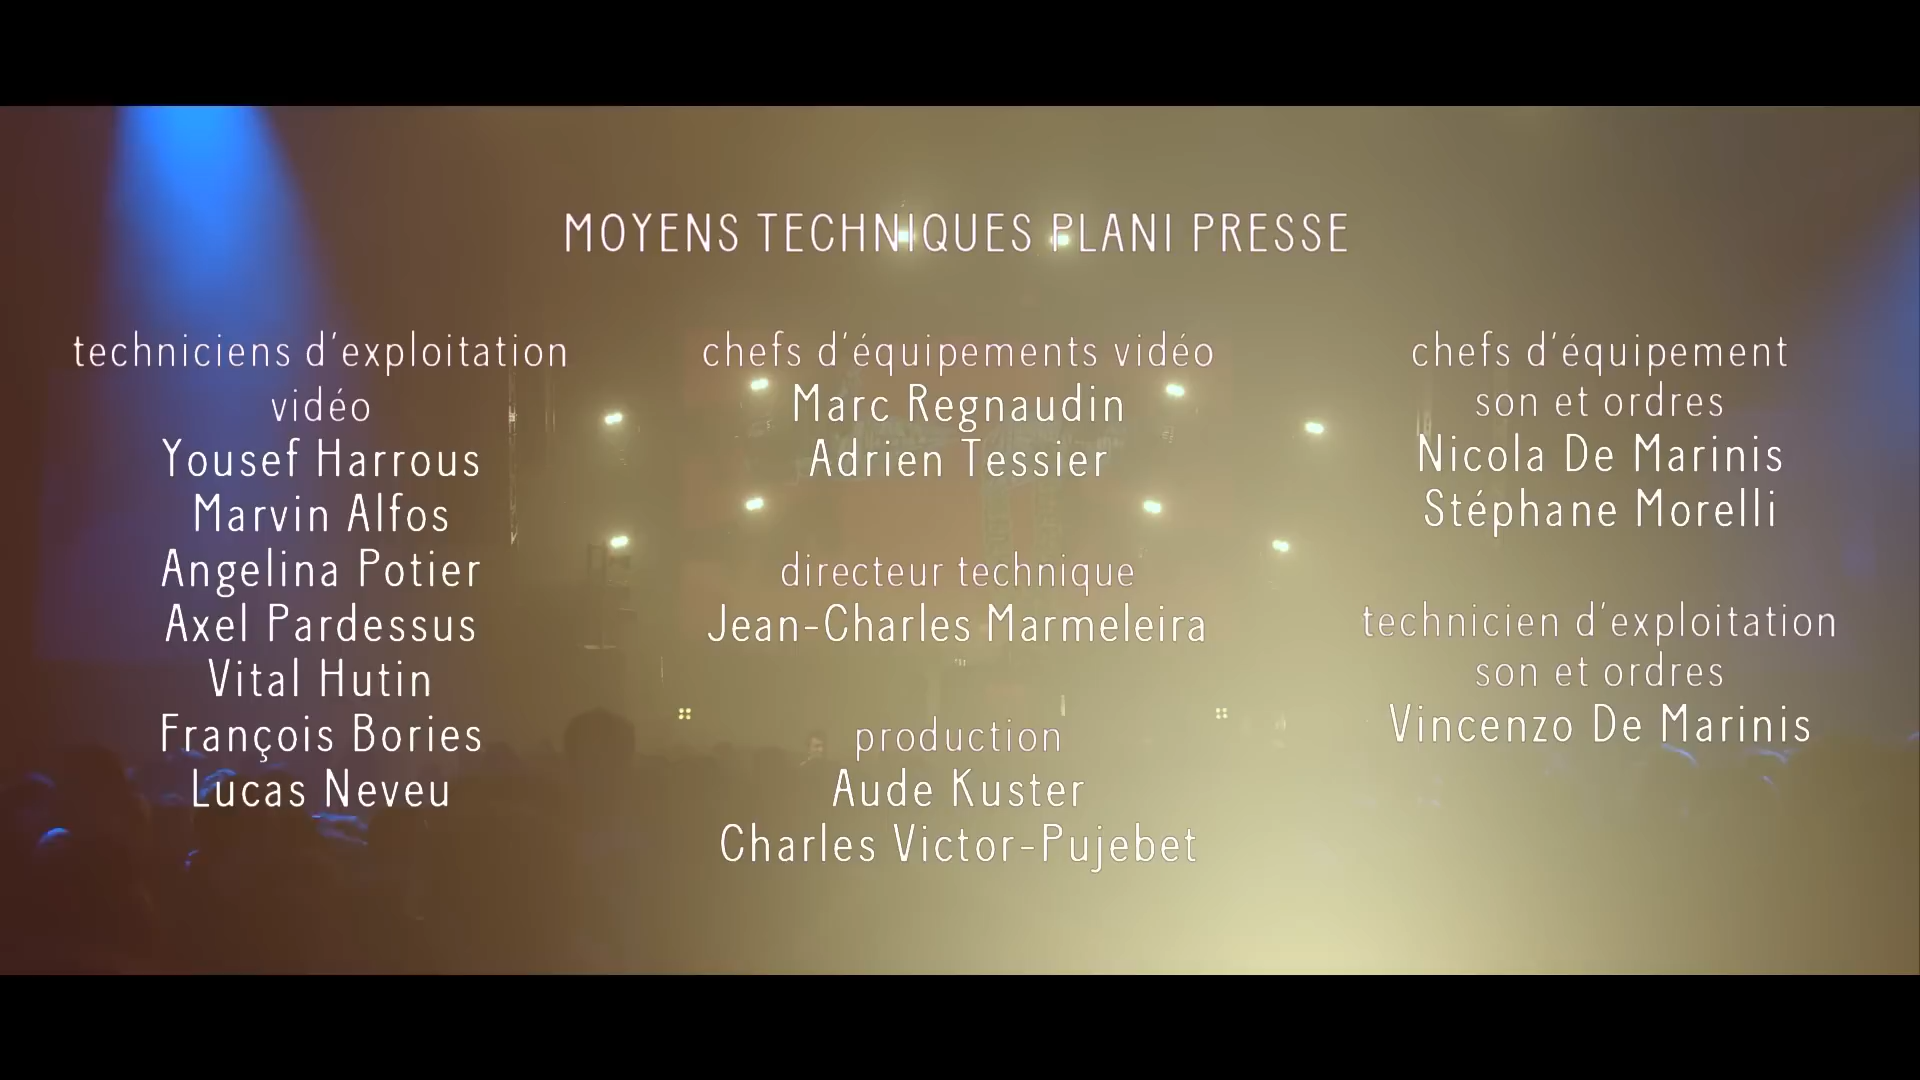 MOYENS TECHNIQUES PLANI PRESSE
techniciens d'exploitation
vidéo
Yousef Harrous
Marvin Alfos
Angelina Potier
Axel Pardessus
Vital Hutin
François Bories
Lucas Neveu
chefs d'équipements vidéo
Marc Regnaudin
Adrien Tessier
directeur technique
Jean-Charles Marmeleira
production
Aude Kuster
Charles Victor-Pujebet
chefs d'équipement
son et ordres
Nicola De Marinis
Stéphane Morelli
technicien d'exploitation
son et ordres
Vincenzo De Marinis